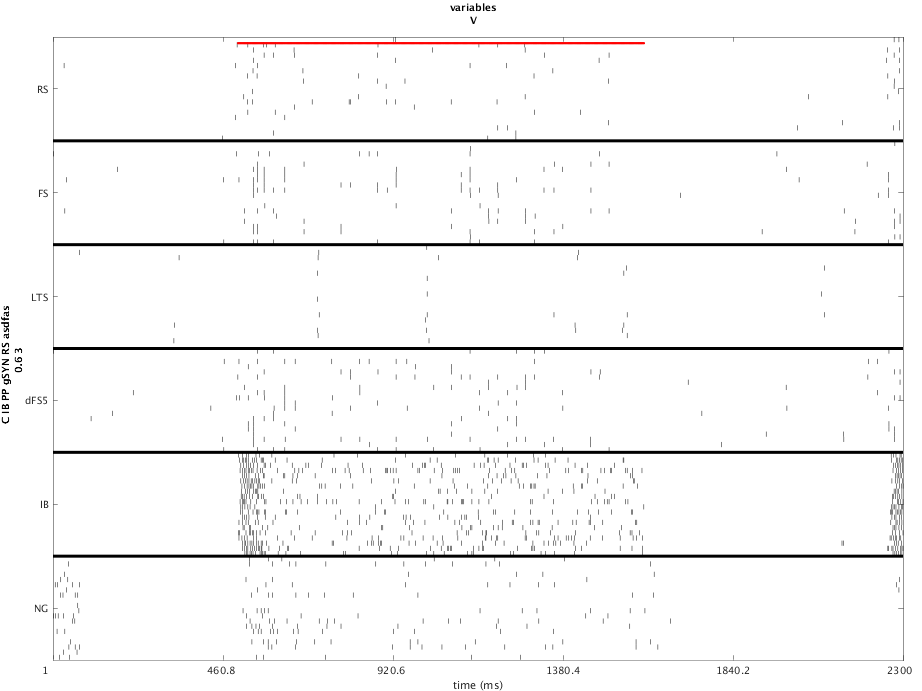 variables
V
RS
FS
LTS
dFS5
IB
NG
C IB PP gSYN RS asdfas
0.6 3
1
460.8
920.6
1380.4
1840.2
2300
time (ms)